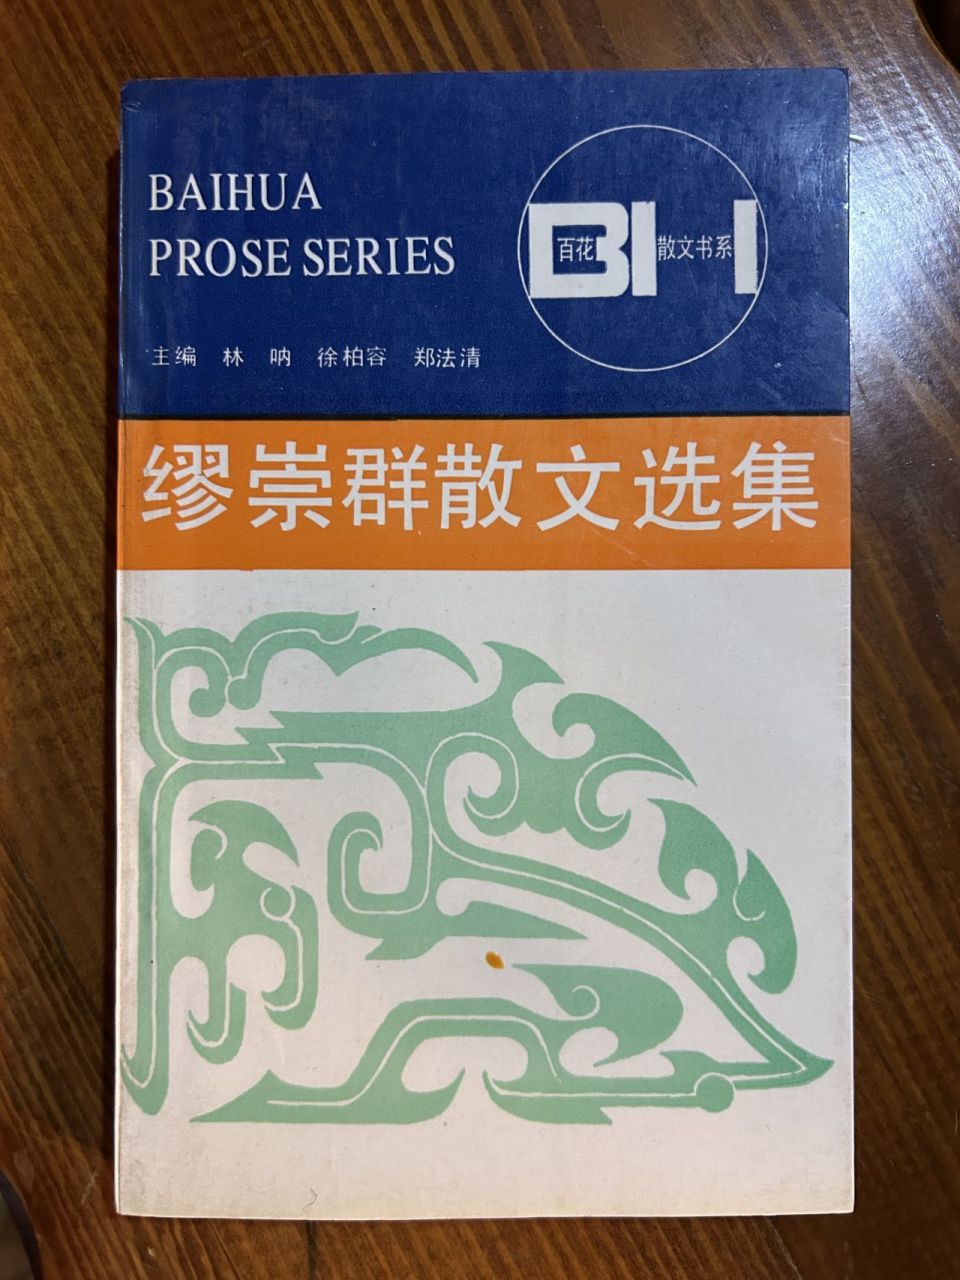 BAIHUA
PROSE SERIES
BH
百花 散文书系
主编 林 呐 徐柏容 郑法清
缪崇群散文选集